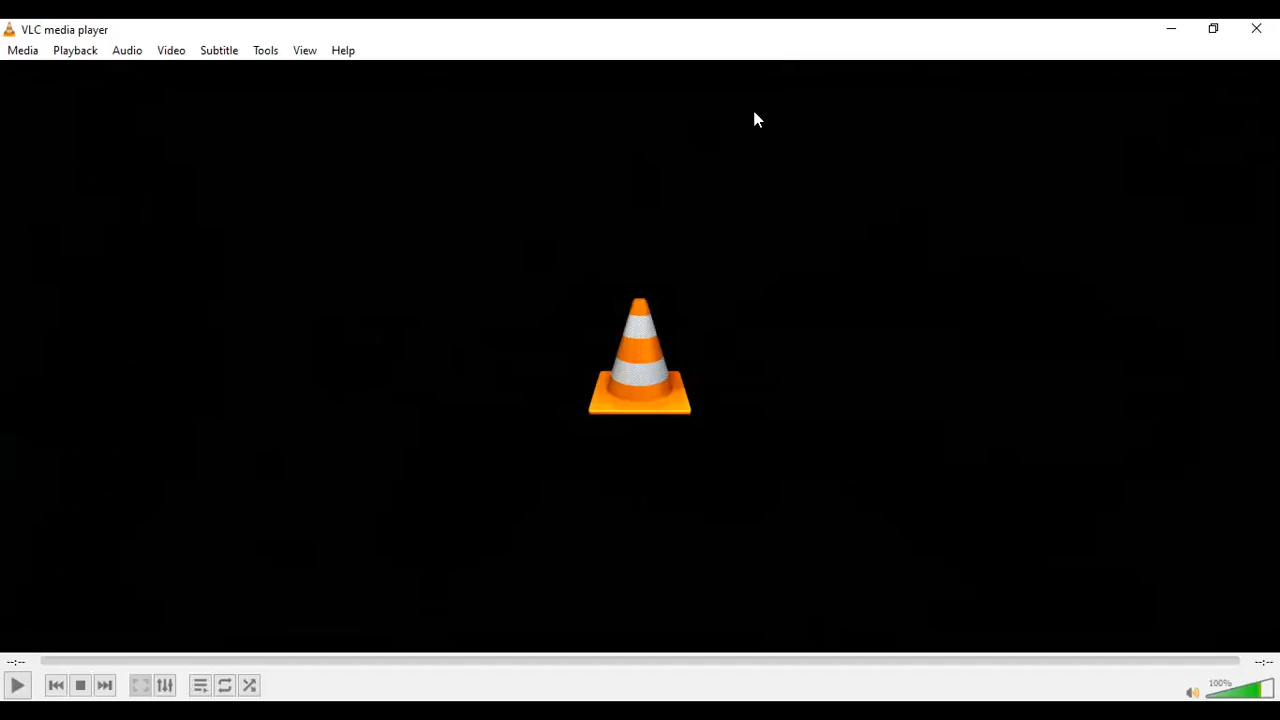 VLC media player
Media Playback Audio Video Subtitle Tools View Help
--:-- --:--
100%